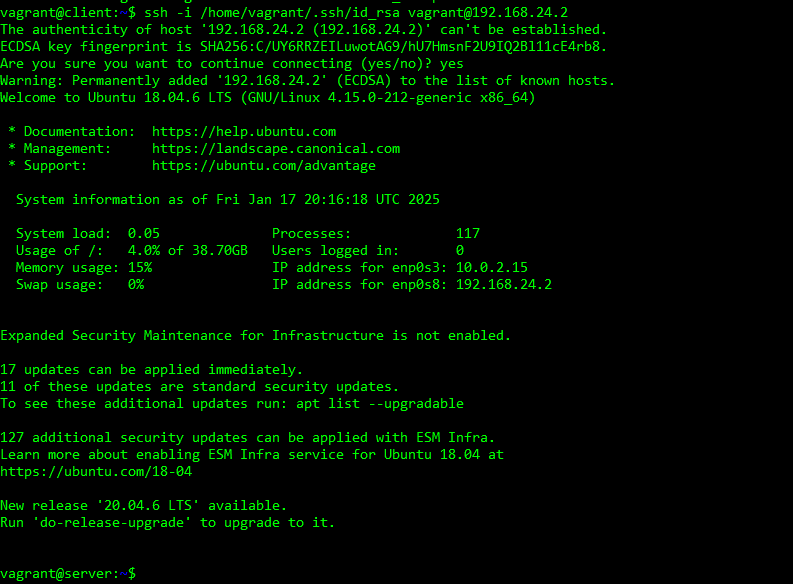 vagrant@client:~$ ssh -i /home/vagrant/.ssh/id_rsa vagrant@192.168.24.2
The authenticity of host '192.168.24.2 (192.168.24.2)' can't be established.
ECDSA key fingerprint is SHA256:C/UY6RRZEILuwotAG9/hU7HmsnF2U9IQ2Bl11cE4rb8.
Are you sure you want to continue connecting (yes/no)? yes
Warning: Permanently added '192.168.24.2' (ECDSA) to the list of known hosts.
Welcome to Ubuntu 18.04.6 LTS (GNU/Linux 4.15.0-212-generic x86_64)

 * Documentation:  https://help.ubuntu.com
 * Management:     https://landscape.canonical.com
 * Support:        https://ubuntu.com/advantage

  System information as of Fri Jan 17 20:16:18 UTC 2025

  System load:  0.05              Processes:             117
  Usage of /:   4.0% of 38.70GB   Users logged in:       0
  Memory usage: 15%               IP address for enp0s3: 10.0.2.15
  Swap usage:   0%                IP address for enp0s8: 192.168.24.2


Expanded Security Maintenance for Infrastructure is not enabled.

17 updates can be applied immediately.
11 of these updates are standard security updates.
To see these additional updates run: apt list --upgradable

127 additional security updates can be applied with ESM Infra.
Learn more about enabling ESM Infra service for Ubuntu 18.04 at
https://ubuntu.com/18-04

New release '20.04.6 LTS' available.
Run 'do-release-upgrade' to upgrade to it.


vagrant@server:~$